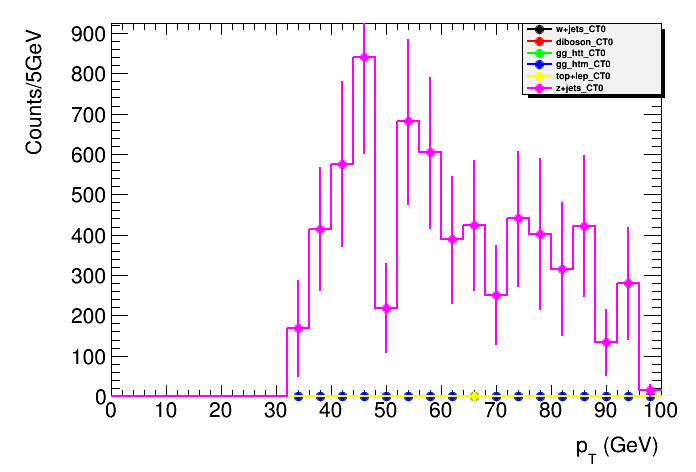 Counts/5GeV
900
800
700
600
500
400
300
200
100
0
0 10 20 30 40 50 60 70 80 90 100
p_T (GeV)
w+jets_CT0
diboson_CT0
gg_htt_CT0
gg_htm_CT0
top+lep_CT0
z+jets_CT0